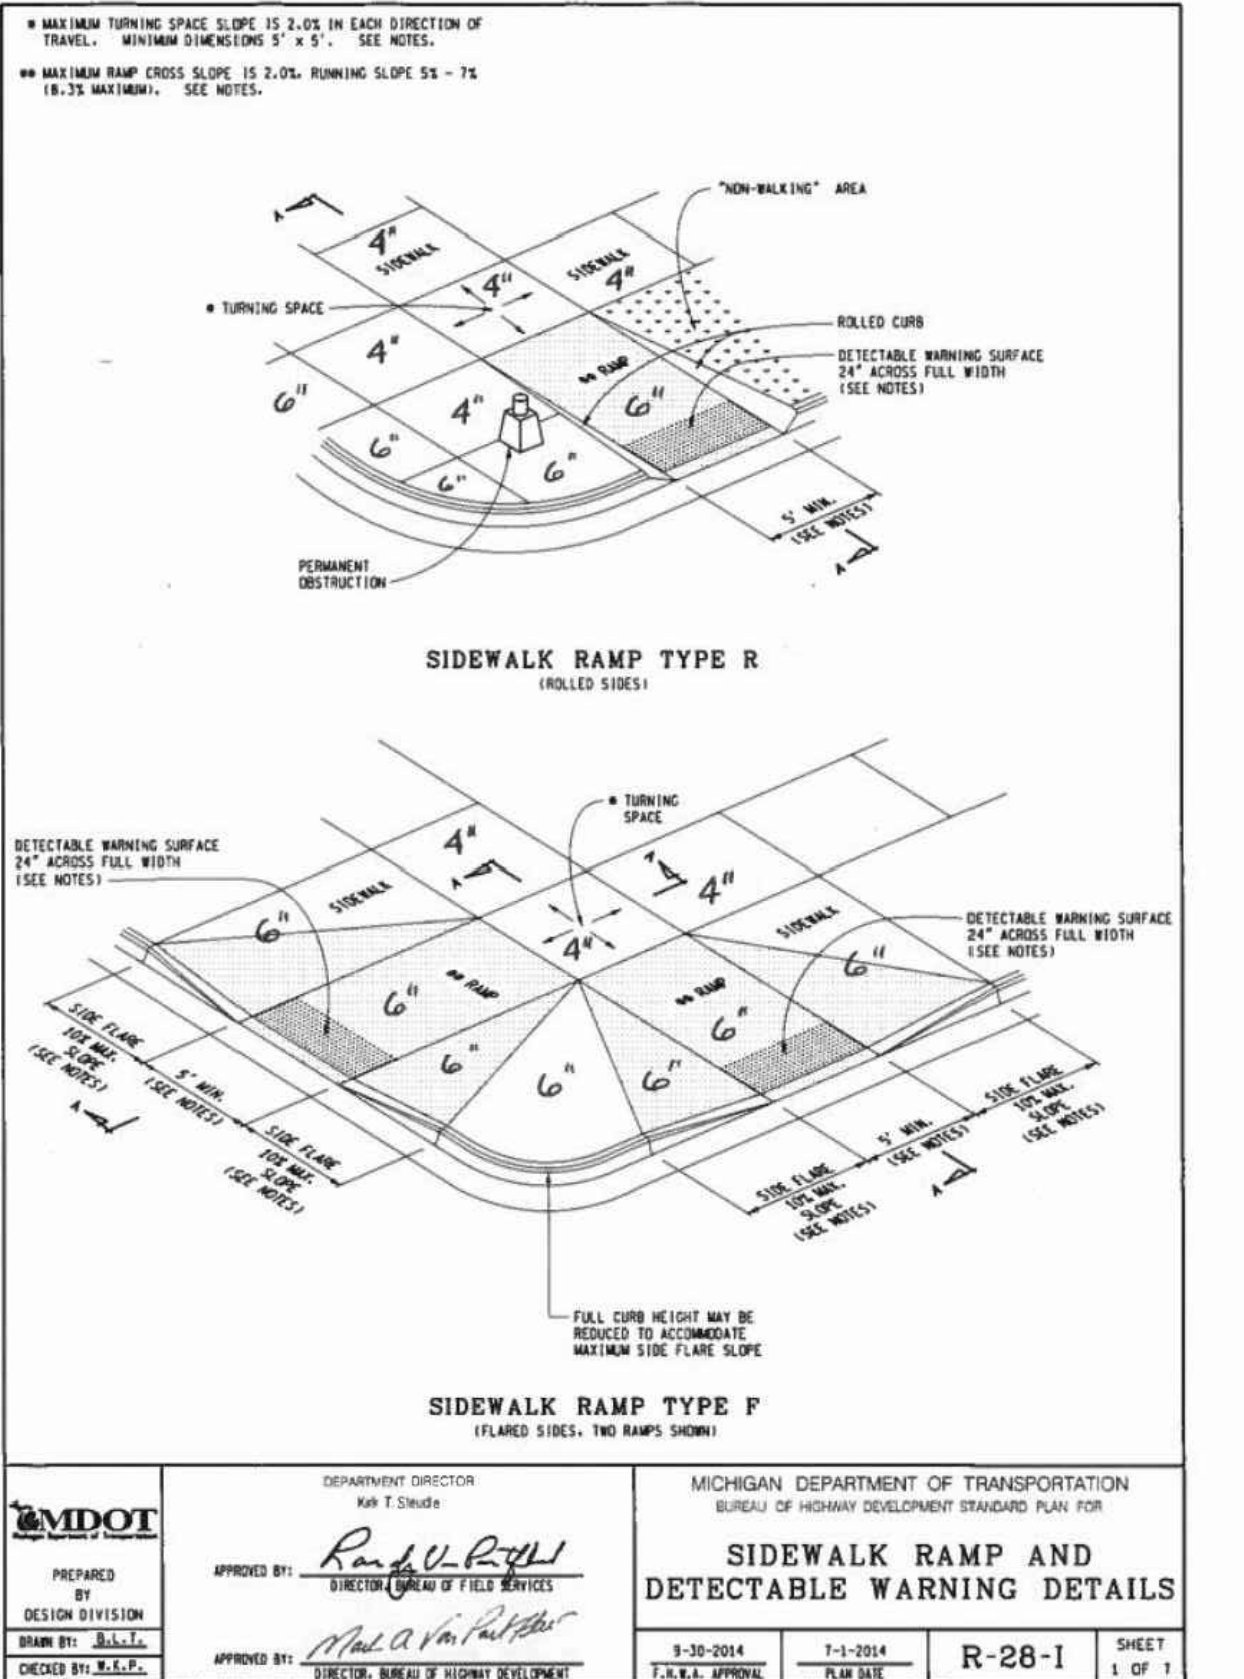 * MAXIMUM TURNING SPACE SLOPE IS 2.0% IN EACH DIRECTION OF
TRAVEL. MINIMUM DIMENSIONS 5' x 5'. SEE NOTES.
** MAXIMUM RAMP CROSS SLOPE IS 2.0%. RUNNING SLOPE 5% - 7%
(8.3% MAXIMUM). SEE NOTES.
"NON-WALKING" AREA
A
4"
SIDEWALK
SIDEWALK
4"
4"
* TURNING SPACE
ROLLED CURB
4"
DETECTABLE WARNING SURFACE
24" ACROSS FULL WIDTH
(SEE NOTES)
** RAMP
6"
6"
4"
6"
6"
6"
5' MIN.
(SEE NOTES)
A
PERMANENT
OBSTRUCTION
SIDEWALK RAMP TYPE R
(ROLLED SIDES)
* TURNING
SPACE
DETECTABLE WARNING SURFACE
24" ACROSS FULL WIDTH
(SEE NOTES)
4"
A
A
4"
SIDEWALK
SIDEWALK
DETECTABLE WARNING SURFACE
24" ACROSS FULL WIDTH
(SEE NOTES)
6"
4"
6"
** RAMP
** RAMP
6"
6"
6"
6"
6"
SIDE FLARE
10% MAX.
SLOPE
(SEE NOTES)
5' MIN.
(SEE NOTES)
SIDE FLARE
10% MAX.
SLOPE
(SEE NOTES)
A
SIDE FLARE
10% MAX.
SLOPE
(SEE NOTES)
5' MIN.
(SEE NOTES)
SIDE FLARE
10% MAX.
SLOPE
(SEE NOTES)
A
FULL CURB HEIGHT MAY BE
REDUCED TO ACCOMMODATE
MAXIMUM SIDE FLARE SLOPE
SIDEWALK RAMP TYPE F
(FLARED SIDES, TWO RAMPS SHOWN)
MDOT
Michigan Department of Transportation
PREPARED
BY
DESIGN DIVISION
DRAWN BY: B.L.T.
CHECKED BY: W.K.P.
DEPARTMENT DIRECTOR
Kirk T. Steudle
APPROVED BY:
DIRECTOR, BUREAU OF FIELD SERVICES
APPROVED BY:
DIRECTOR, BUREAU OF HIGHWAY DEVELOPMENT
MICHIGAN DEPARTMENT OF TRANSPORTATION
BUREAU OF HIGHWAY DEVELOPMENT STANDARD PLAN FOR
SIDEWALK RAMP AND
DETECTABLE WARNING DETAILS
9-30-2014
F.H.W.A. APPROVAL
7-1-2014
PLAN DATE
R-28-I
SHEET
1 OF 7